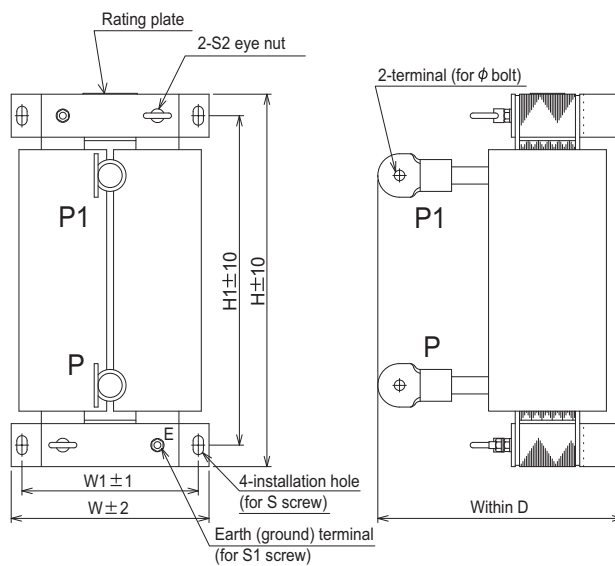 Rating plate
2-S2 eye nut
2-terminal (for ϕ bolt)
P1
P1
H1±10
H±10
P
P
E
W1±1
W±2
4-installation hole
(for S screw)
Earth (ground) terminal
(for S1 screw)
Within D